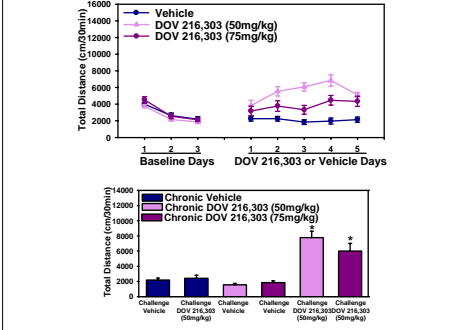 16000
14000
12000
10000
8000
6000
4000
2000
0
Total Distance (cm/30min)
Vehicle
DOV 216,303 (50mg/kg)
DOV 216,303 (75mg/kg)
1 2 3 1 2 3 4 5
Baseline Days DOV 216,303 or Vehicle Days
14000
12000
10000
8000
6000
4000
2000
0
Total Distance (cm/30min)
Chronic Vehicle
Chronic DOV 216,303 (50mg/kg)
Chronic DOV 216,303 (75mg/kg)
* *
Challenge Challenge Challenge Challenge Challenge Challenge
Vehicle DOV 216,303 Vehicle Vehicle DOV 216,303 DOV 216,303
(50mg/kg) (50mg/kg) (50mg/kg)